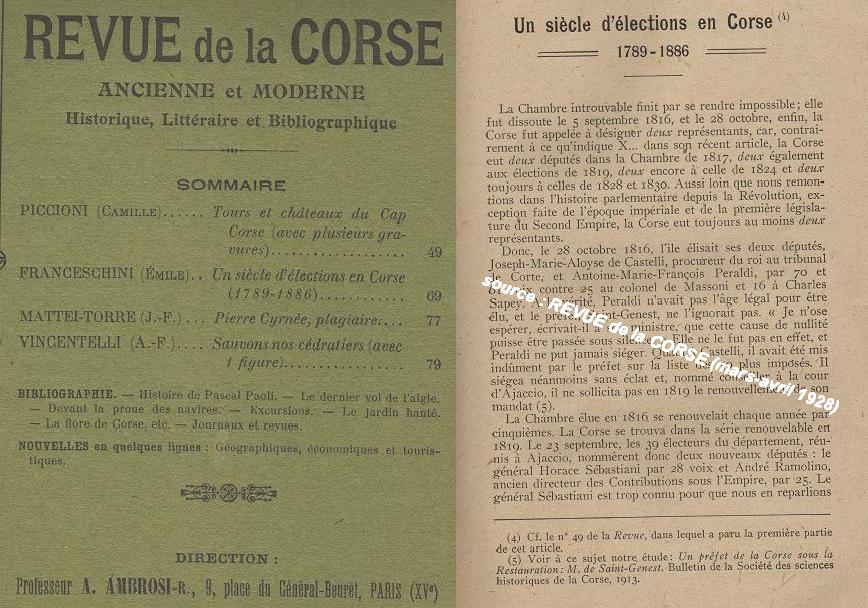 REVUE de la CORSE
ANCIENNE et MODERNE
Historique, Littéraire et Bibliographique
SOMMAIRE
PICCIONI (CAMILLE)...... Tours et châteaux du Cap
Corse (avec plusieurs gra-
vures)................... 49
FRANCESCHINI (ÉMILE).. Un siècle d'élections en Corse
(1789-1886)............ 69
MATTEI-TORRE (J.-F.)... Pierre Cyrnée, plagiaire.... 77
VINCENTELLI (A.-F.).... Sauvons nos cédratiers (avec
1 figure)................ 79
BIBLIOGRAPHIE. — Histoire de Pascal Paoli. — Le dernier vol de l'aigle.
— Devant la proue des navires. — Excursions. — Le jardin hanté.
— La flore de Corse, etc. — Journaux et revues.
NOUVELLES en quelques lignes : Géographiques, économiques et touris-
tiques.
DIRECTION :
Professeur A. AMBROSI-R., 9, place du Général-Beuret, PARIS (XVe)
Un siècle d'élections en Corse (4)
1789-1886
La Chambre introuvable finit par se rendre impossible ; elle
fut dissoute le 5 septembre 1816, et le 28 octobre, enfin, la
Corse fut appelée à désigner deux représentants, car, contrai-
rement à ce qu'indique X... dans son récent article, la Corse
eut deux députés dans la Chambre de 1817, deux également
aux élections de 1819, deux encore à celle de 1824 et deux
toujours à celles de 1828 et 1830. Aussi loin que nous remon-
tions dans l'histoire parlementaire depuis la Révolution, ex-
ception faite de l'époque impériale et de la première législa-
ture du Second Empire, la Corse eut toujours au moins deux
représentants.
Donc, le 28 octobre 1816, l'île élisait ses deux députés,
Joseph-Marie-Aloyse de Castelli, procureur du roi au tribunal
de Corte, et Antoine-Marie-François Peraldi, par 70 et
contre 25 au colonel de Massoni et 16 à Charles
Sapey. Peraldi n'avait pas l'âge légal pour être
élu, et le Saint-Genest, ne l'ignorait pas. « Je n'ose
espérer, écrivait-il au ministre, que cette cause de nullité
puisse être passée sous Elle ne le fut pas en effet, et
Peraldi ne put jamais siéger. Castelli, il avait été mis
indûment par le préfet sur la liste plus imposés. Il
siégea néanmoins sans éclat et, nommé à la cour
d'Ajaccio, il ne sollicita pas en 1819 le renouvellement de son
mandat (5).
La Chambre élue en 1816 se renouvelait chaque année par
cinquièmes. La Corse se trouva dans la série renouvelable en
1819. Le 23 septembre, les 39 électeurs du département, réu-
nis à Ajaccio, nommèrent donc deux nouveaux députés : le
général Horace Sébastiani par 28 voix et André Ramolino,
ancien directeur des Contributions sous l'Empire, par 25. Le
général Sébastiani est trop connu pour que nous en reparlions
(4) Cf. le n° 49 de la Revue, dans lequel a paru la première partie
de cet article.
(5) Voir à ce sujet notre étude : Un préfet de la Corse sous la
Restauration : M. de Saint-Genest. Bulletin de la Société des sciences
historiques de la Corse, 1913.
source : REVUE de la CORSE (mars-avril 1928)